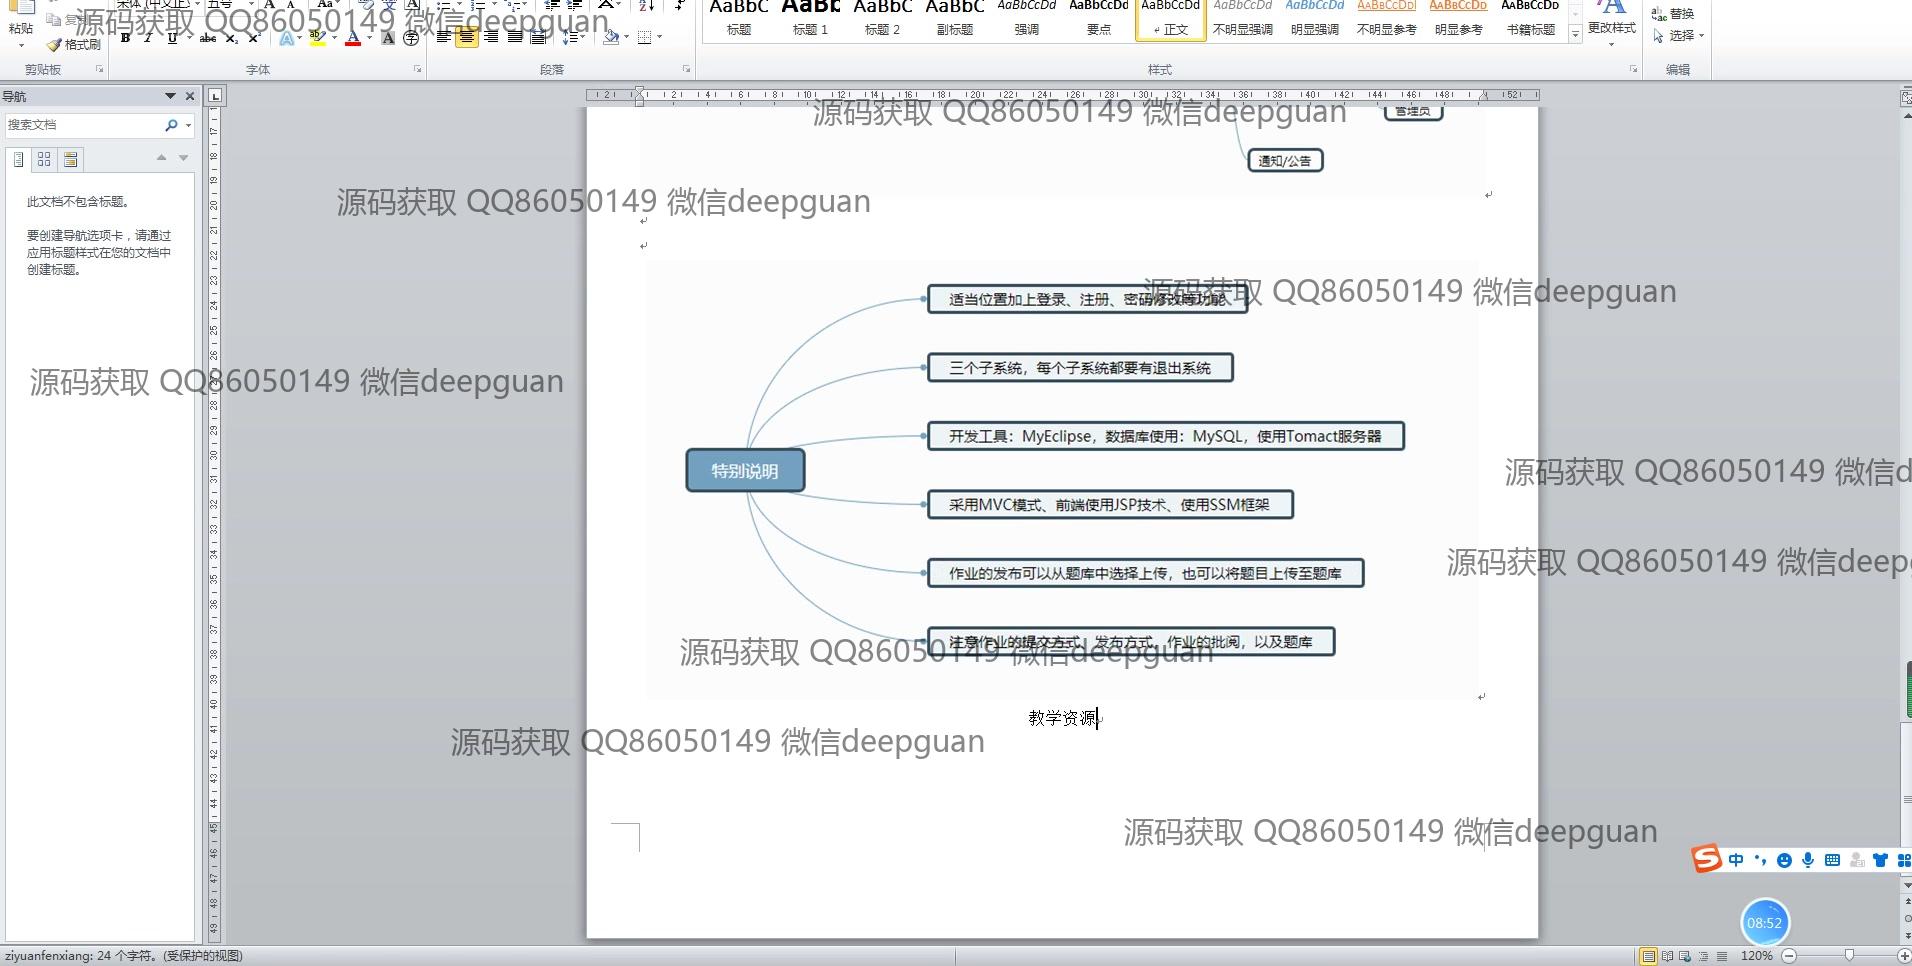 宋体 (中文正)
五号
粘贴
复制
格式刷
剪贴板
字体
段落
AaBbC
AaBb
AaBbC
AaBbC
AaBbCcDd
AaBbCcDd
AaBbCcDd
AaBbCcDd
AaBbCcDd
AaBbCcDd
AaBbCcDd
AaBbCcDd
标题
标题 1
标题 2
副标题
强调
要点
正文
不明显强调
明显强调
不明显参考
明显参考
书籍标题
更改样式
样式
替换
选择
编辑
源码获取 QQ86050149 微信deepguan
导航
搜索文档
此文档不包含标题。
要创建导航选项卡，请通过
应用标题样式在您的文档中
创建标题。
源码获取 QQ86050149 微信deepguan
管理员
通知/公告
源码获取 QQ86050149 微信deepguan
源码获取 QQ86050149 微信deepguan
适当位置加上登录、注册、密码修改等功能
三个子系统，每个子系统都要有退出系统
源码获取 QQ86050149 微信deepguan
开发工具：MyEclipse，数据库使用：MySQL，使用Tomact服务器
特别说明
源码获取 QQ86050149 微信d
采用MVC模式、前端使用JSP技术、使用SSM框架
源码获取 QQ86050149 微信deep
作业的发布可以从题库中选择上传，也可以将题目上传至题库
注意作业的提交方式、发布方式、作业的批阅，以及题库
源码获取 QQ86050149 微信deepguan
教学资源
源码获取 QQ86050149 微信deepguan
源码获取 QQ86050149 微信deepguan
中
08:52
ziyuanfenxiang: 24 个字符。(受保护的视图)
120%